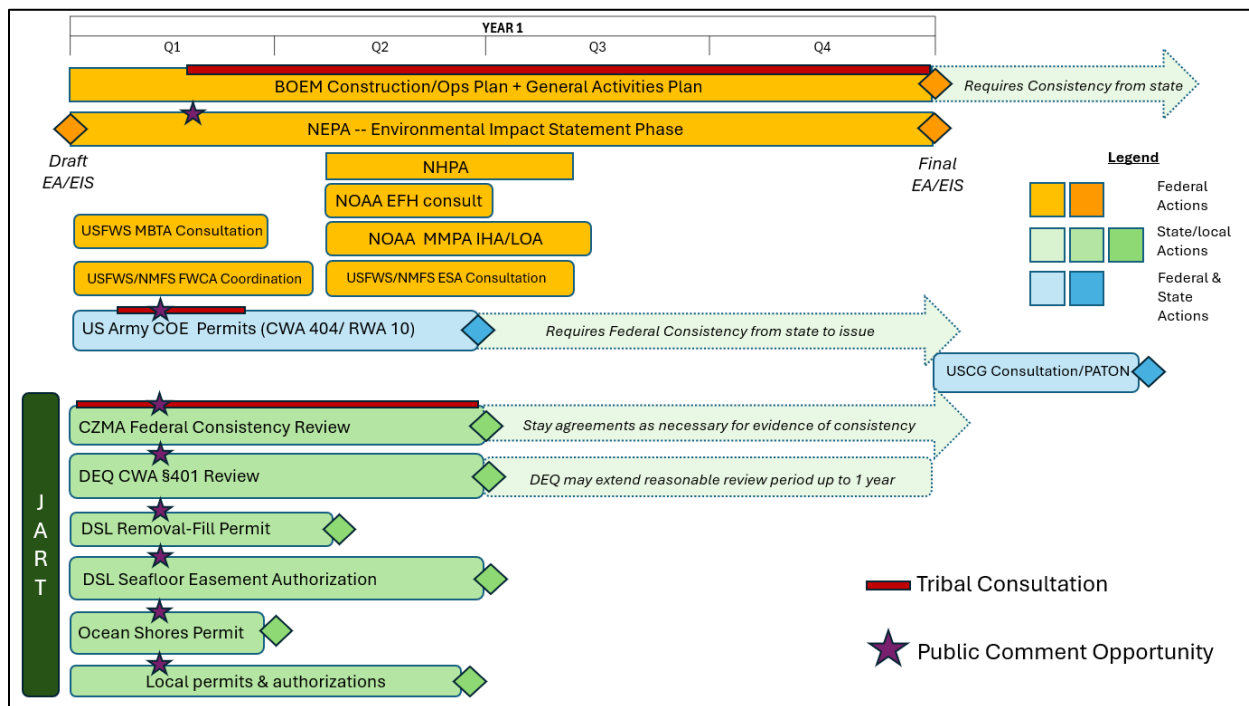 YEAR 1
Q1
Q2
Q3
Q4
BOEM Construction/Ops Plan + General Activities Plan
Requires Consistency from state
NEPA -- Environmental Impact Statement Phase
Draft
EA/EIS
Final
EA/EIS
Legend
Federal
Actions
State/local
Actions
Federal &
State
Actions
NHPA
NOAA EFH consult
USFWS MBTA Consultation
NOAA MMPA IHA/LOA
USFWS/NMFS FWCA Coordination
USFWS/NMFS ESA Consultation
US Army COE Permits (CWA 404/ RWA 10)
Requires Federal Consistency from state to issue
USCG Consultation/PATON
JART
CZMA Federal Consistency Review
Stay agreements as necessary for evidence of consistency
DEQ CWA §401 Review
DEQ may extend reasonable review period up to 1 year
DSL Removal-Fill Permit
DSL Seafloor Easement Authorization
Ocean Shores Permit
Local permits & authorizations
Tribal Consultation
Public Comment Opportunity